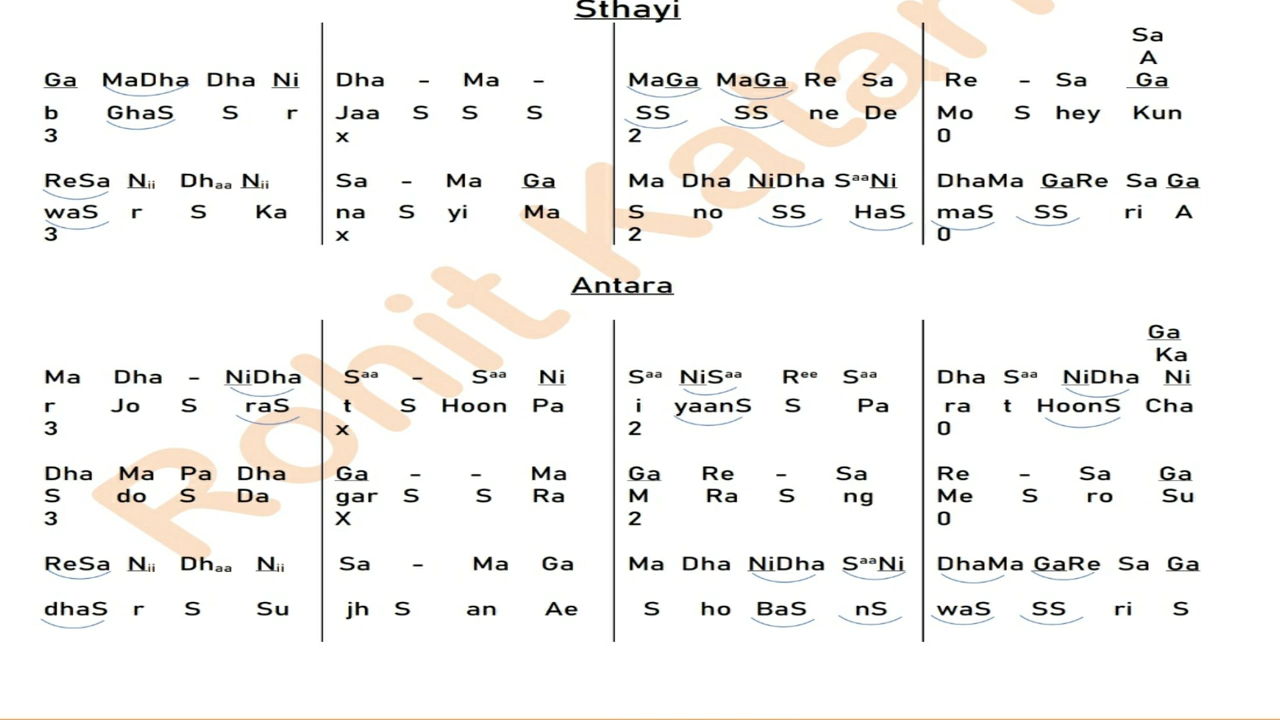 Sthayi
Sa
A
Ga MaDha Dha Ni Dha – Ma – MaGa MaGa Re Sa Re – Sa Ga
b GhaS S r Jaa S S S SS SS ne De Mo S hey Kun
3 x 2 0
ReSa Nii Dhaa Nii Sa – Ma Ga Ma Dha NiDha SaaNi DhaMa GaRe Sa Ga
waS r S Ka na S yi Ma S no SS HaS maS SS ri A
3 x 2 0
Antara
Ga
Ka
Ma Dha – NiDha Saa – Saa Ni Saa NiSaa Ree Saa Dha Saa NiDha Ni
r Jo S raS t S Hoon Pa i yaanS S Pa ra t HoonS Cha
3 x 2 0
Dha Ma Pa Dha Ga – – Ma Ga Re – Sa Re – Sa Ga
S do S Da gar S S Ra M Ra S ng Me S ro Su
3 X 2 0
ReSa Nii Dhaa Nii Sa – Ma Ga Ma Dha NiDha SaaNi DhaMa GaRe Sa Ga
dhaS r S Su jh S an Ae S ho BaS nS waS SS ri S
Rohit Katari